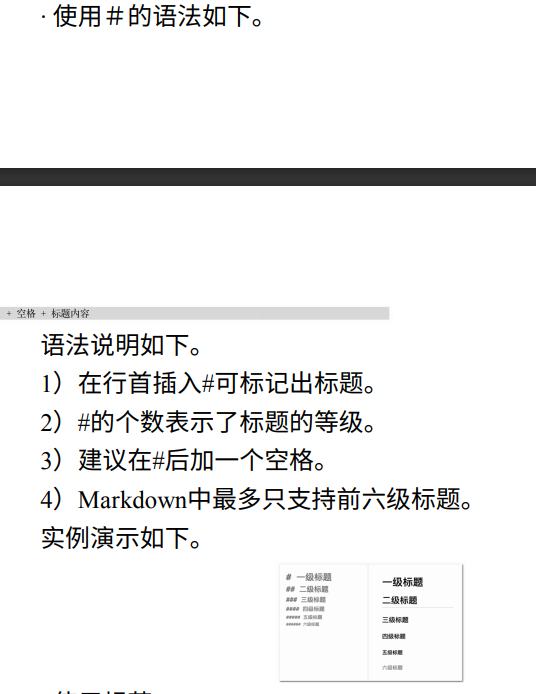 · 使用＃的语法如下。
+ 空格 + 标题内容
语法说明如下。
1）在行首插入#可标记出标题。
2）#的个数表示了标题的等级。
3）建议在#后加一个空格。
4）Markdown中最多只支持前六级标题。
实例演示如下。
# 一级标题
## 二级标题
### 三级标题
#### 四级标题
##### 五级标题
###### 六级标题
一级标题
二级标题
三级标题
四级标题
五级标题
六级标题